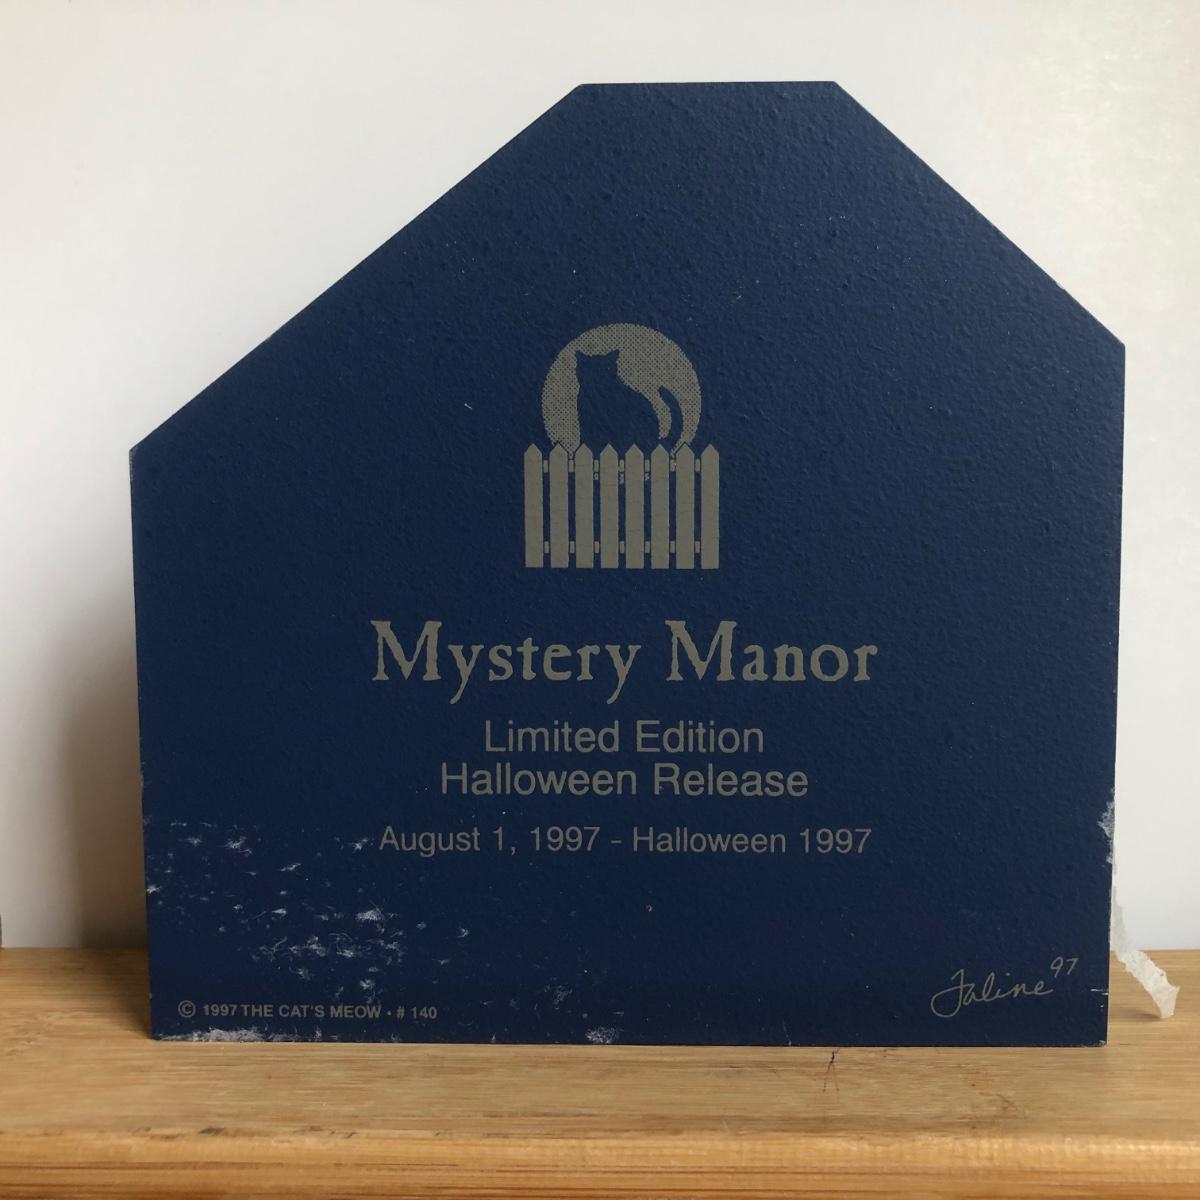 Mystery Manor
Limited Edition
Halloween Release
August 1, 1997 - Halloween 1997
© 1997 THE CAT'S MEOW • # 140
Faline 97